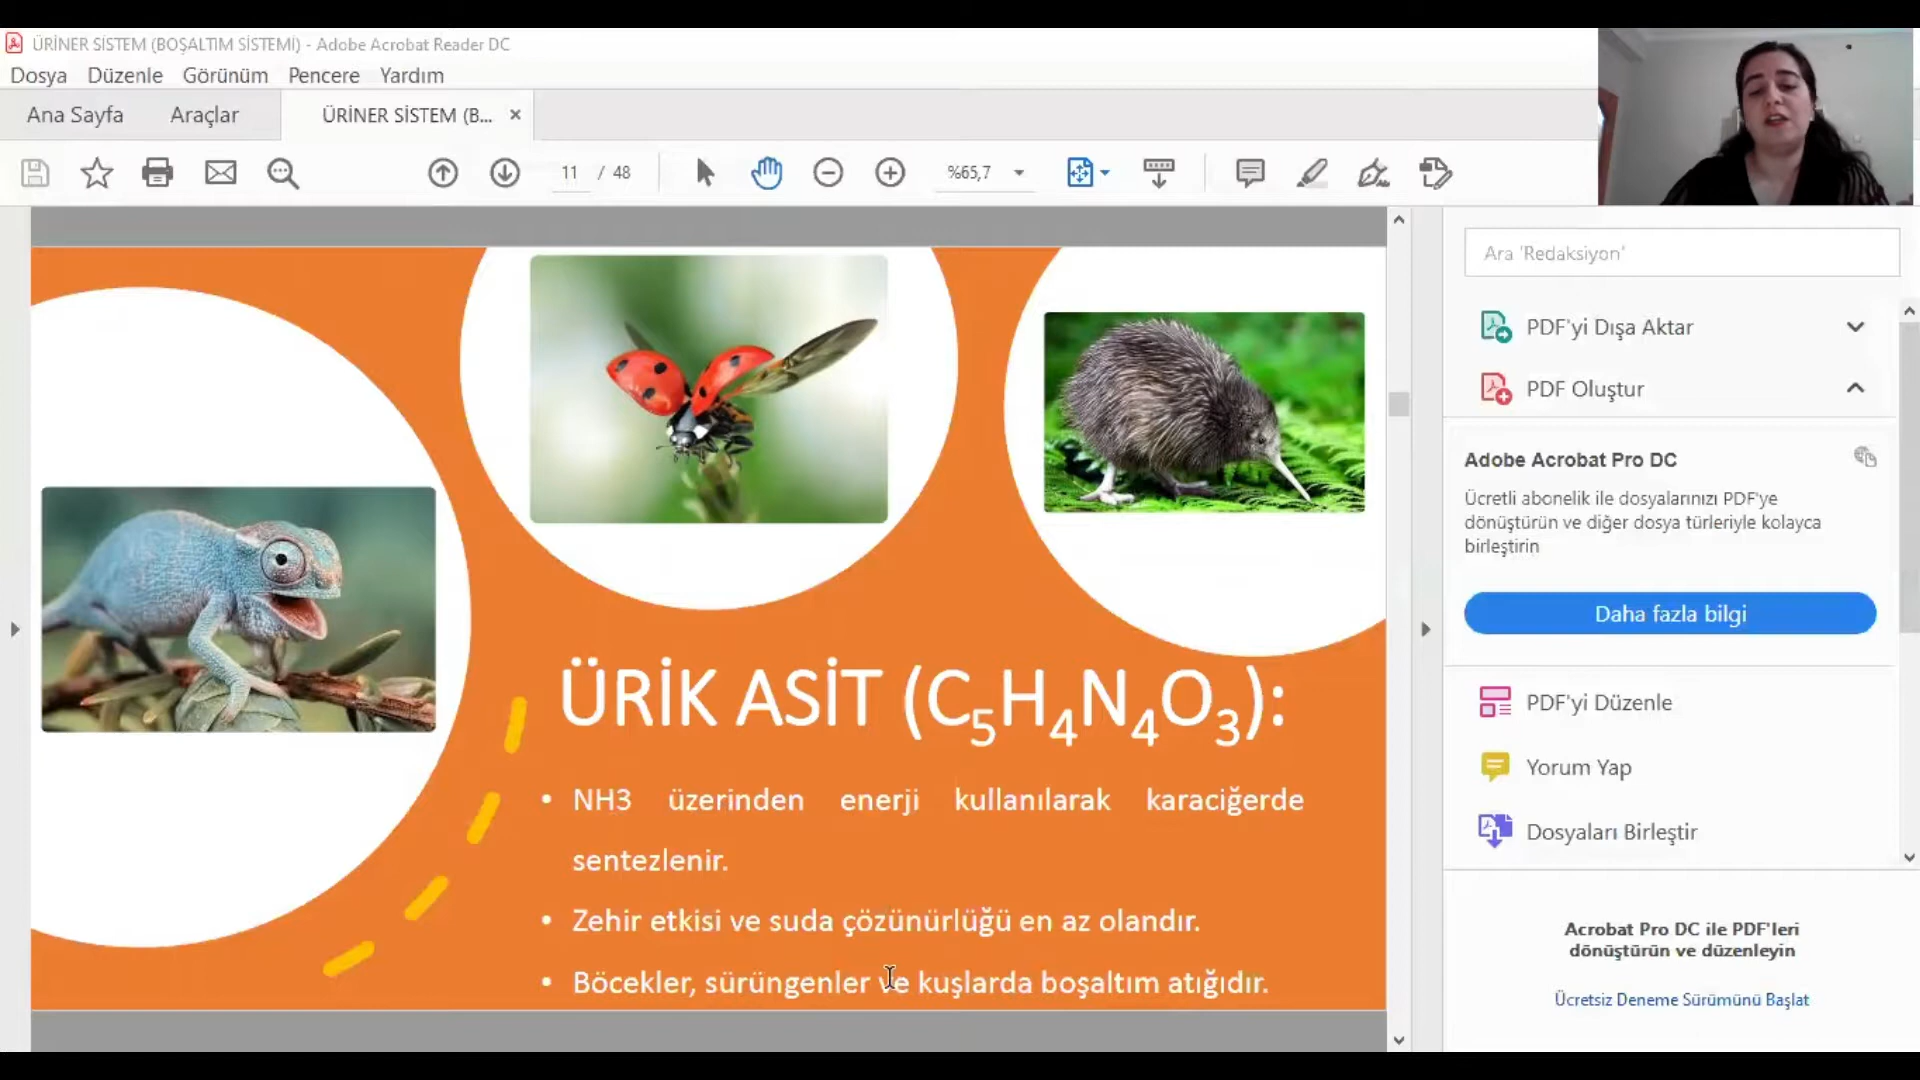 ÜRİNER SİSTEM (BOŞALTIM SİSTEMİ) - Adobe Acrobat Reader DC
Dosya Düzenle Görünüm Pencere Yardım
Ana Sayfa Araçlar ÜRİNER SİSTEM (B... ×
11 / 48 %65,7
Ara 'Redaksiyon'
PDF'yi Dışa Aktar
PDF Oluştur
Adobe Acrobat Pro DC
Ücretli abonelik ile dosyalarınızı PDF'ye
dönüştürün ve diğer dosya türleriyle kolayca
birleştirin
Daha fazla bilgi
PDF'yi Düzenle
Yorum Yap
Dosyaları Birleştir
Acrobat Pro DC ile PDF'leri
dönüştürün ve düzenleyin
Ücretsiz Deneme Sürümünü Başlat
ÜRİK ASİT (C₅H₄N₄O₃):
• NH3 üzerinden enerji kullanılarak karaciğerde
sentezlenir.
• Zehir etkisi ve suda çözünürlüğü en az olandır.
• Böcekler, sürüngenler ve kuşlarda boşaltım atığıdır.